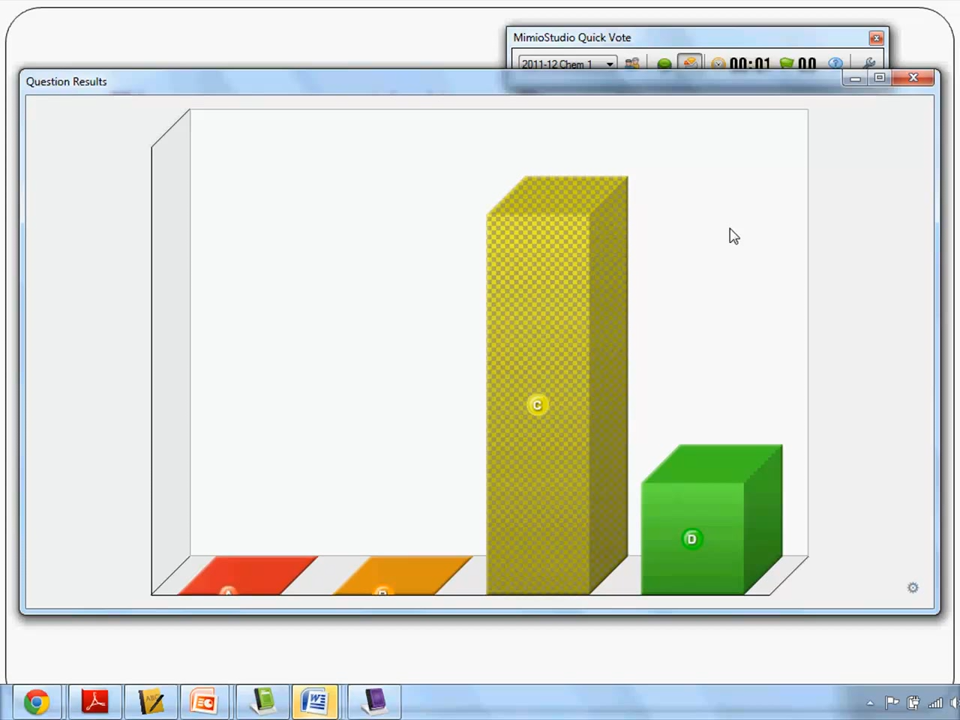 MimioStudio Quick Vote
2011-12 Chem 1
00:01
00
Question Results
C
D
A
B